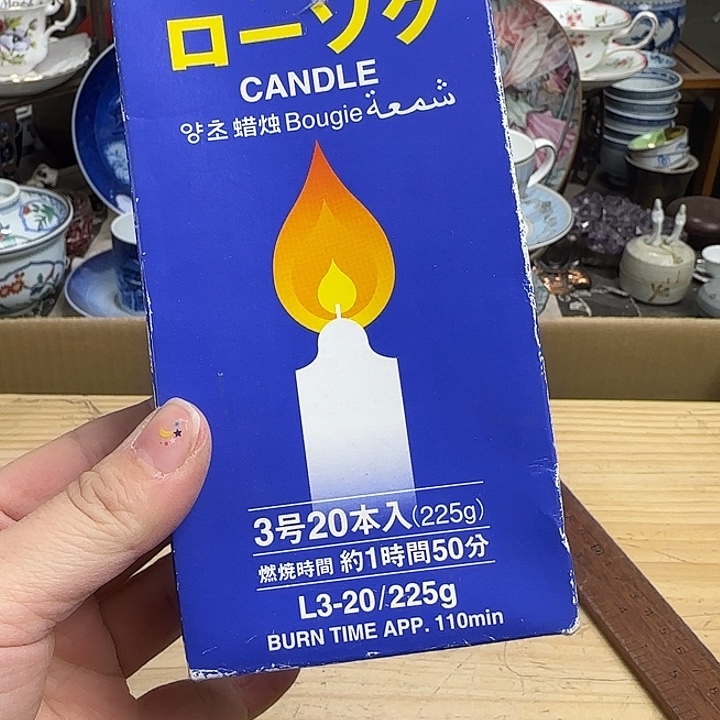 ローソク
CANDLE
양초 蜡烛 Bougie شمعة
3号20本入(225g)
燃焼時間 約1時間50分
L3-20/225g
BURN TIME APP. 110min